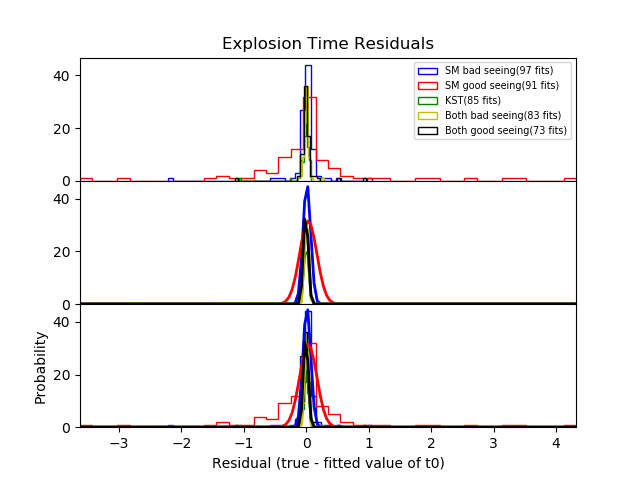 Explosion Time Residuals
SM bad seeing(97 fits)
SM good seeing(91 fits)
KST(85 fits)
Both bad seeing(83 fits)
Both good seeing(73 fits)
40
20
0
40
20
0
Probability
40
20
0
−3 −2 −1 0 1 2 3 4
Residual (true - fitted value of t0)